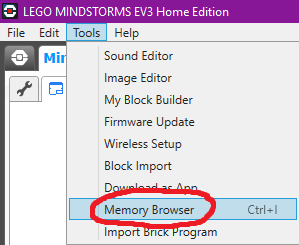 LEGO MINDSTORMS EV3 Home Edition
File Edit Tools Help
Min
Sound Editor
Image Editor
My Block Builder
Firmware Update
Wireless Setup
Block Import
Download as App
Memory Browser Ctrl+I
Import Brick Program